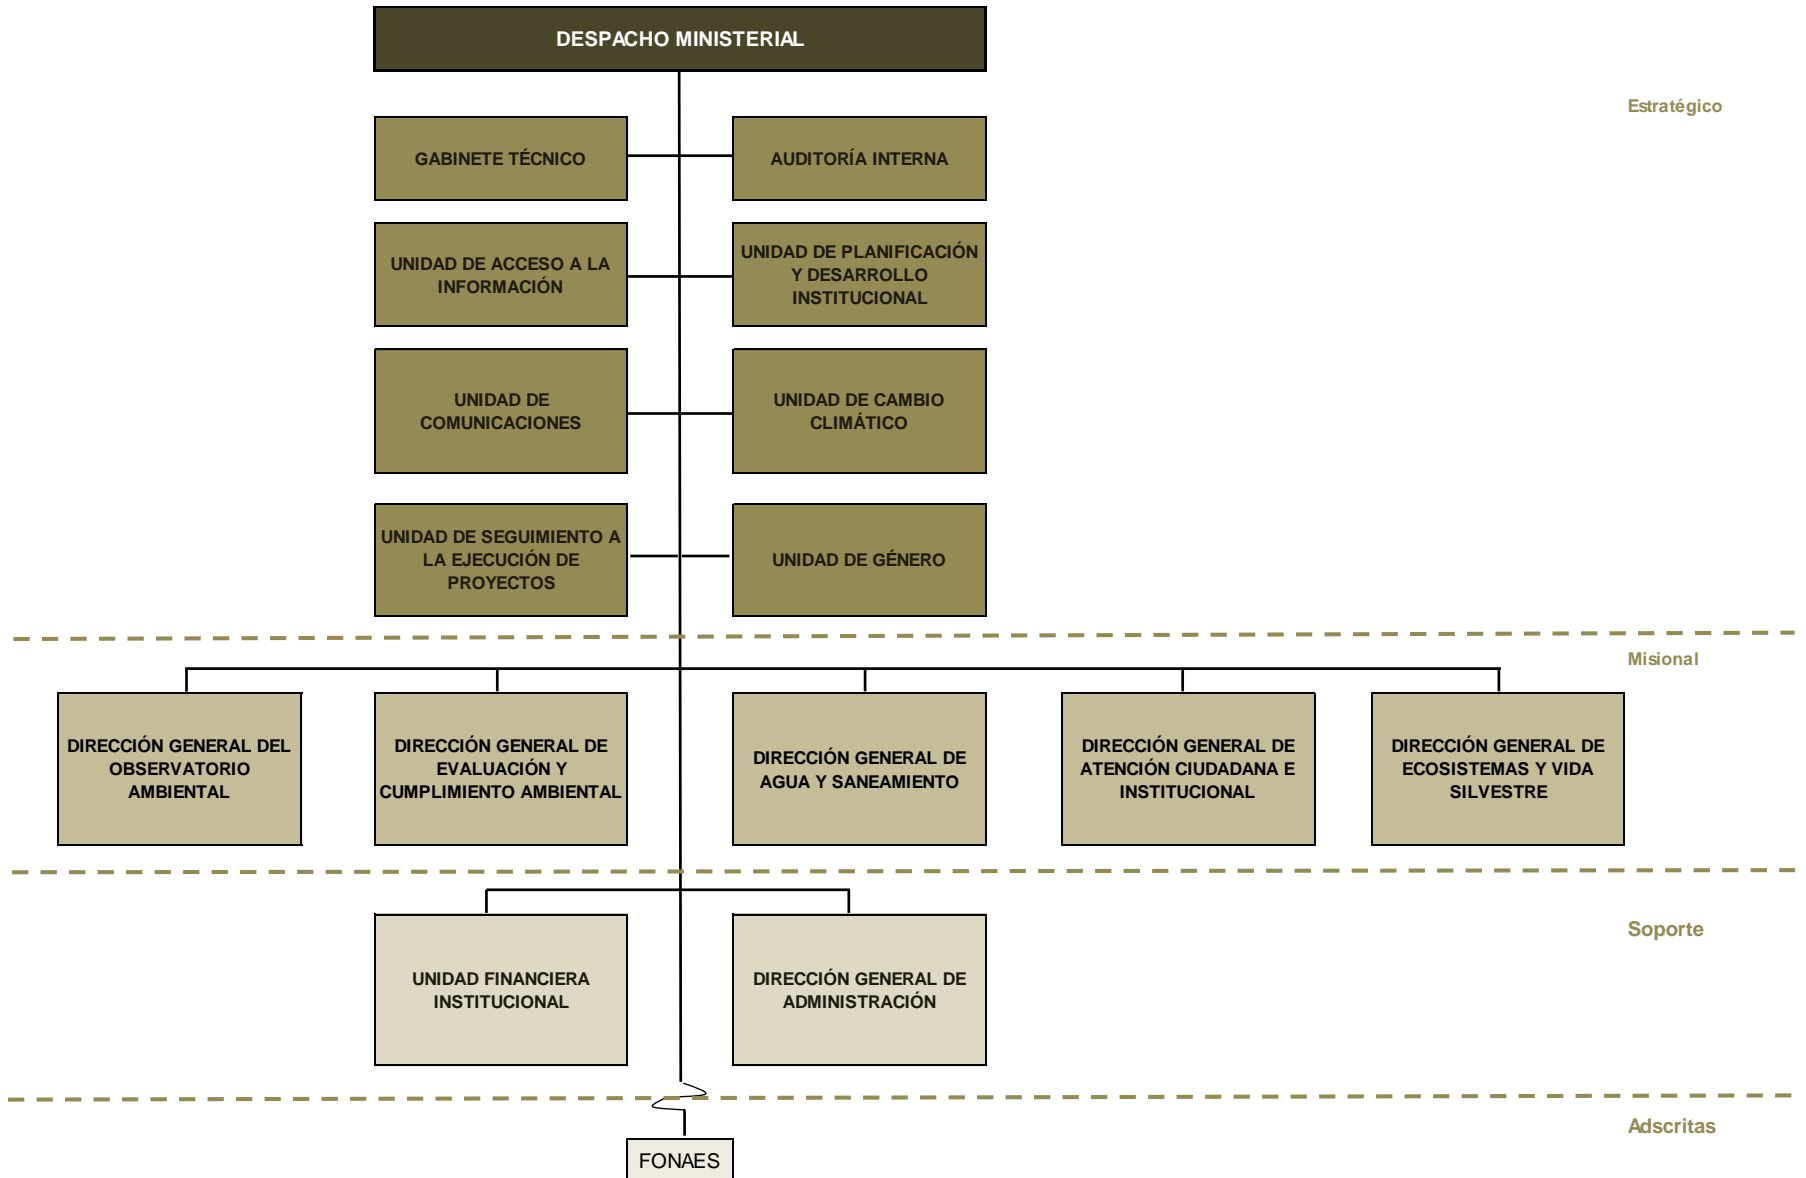 DESPACHO MINISTERIAL
Estratégico
GABINETE TÉCNICO
AUDITORÍA INTERNA
UNIDAD DE ACCESO A LA
INFORMACIÓN
UNIDAD DE PLANIFICACIÓN
Y DESARROLLO
INSTITUCIONAL
UNIDAD DE
COMUNICACIONES
UNIDAD DE CAMBIO
CLIMÁTICO
UNIDAD DE SEGUIMIENTO A
LA EJECUCIÓN DE
PROYECTOS
UNIDAD DE GÉNERO
Misional
DIRECCIÓN GENERAL DEL
OBSERVATORIO
AMBIENTAL
DIRECCIÓN GENERAL DE
EVALUACIÓN Y
CUMPLIMIENTO AMBIENTAL
DIRECCIÓN GENERAL DE
AGUA Y SANEAMIENTO
DIRECCIÓN GENERAL DE
ATENCIÓN CIUDADANA E
INSTITUCIONAL
DIRECCIÓN GENERAL DE
ECOSISTEMAS Y VIDA
SILVESTRE
Soporte
UNIDAD FINANCIERA
INSTITUCIONAL
DIRECCIÓN GENERAL DE
ADMINISTRACIÓN
Adscritas
FONAES